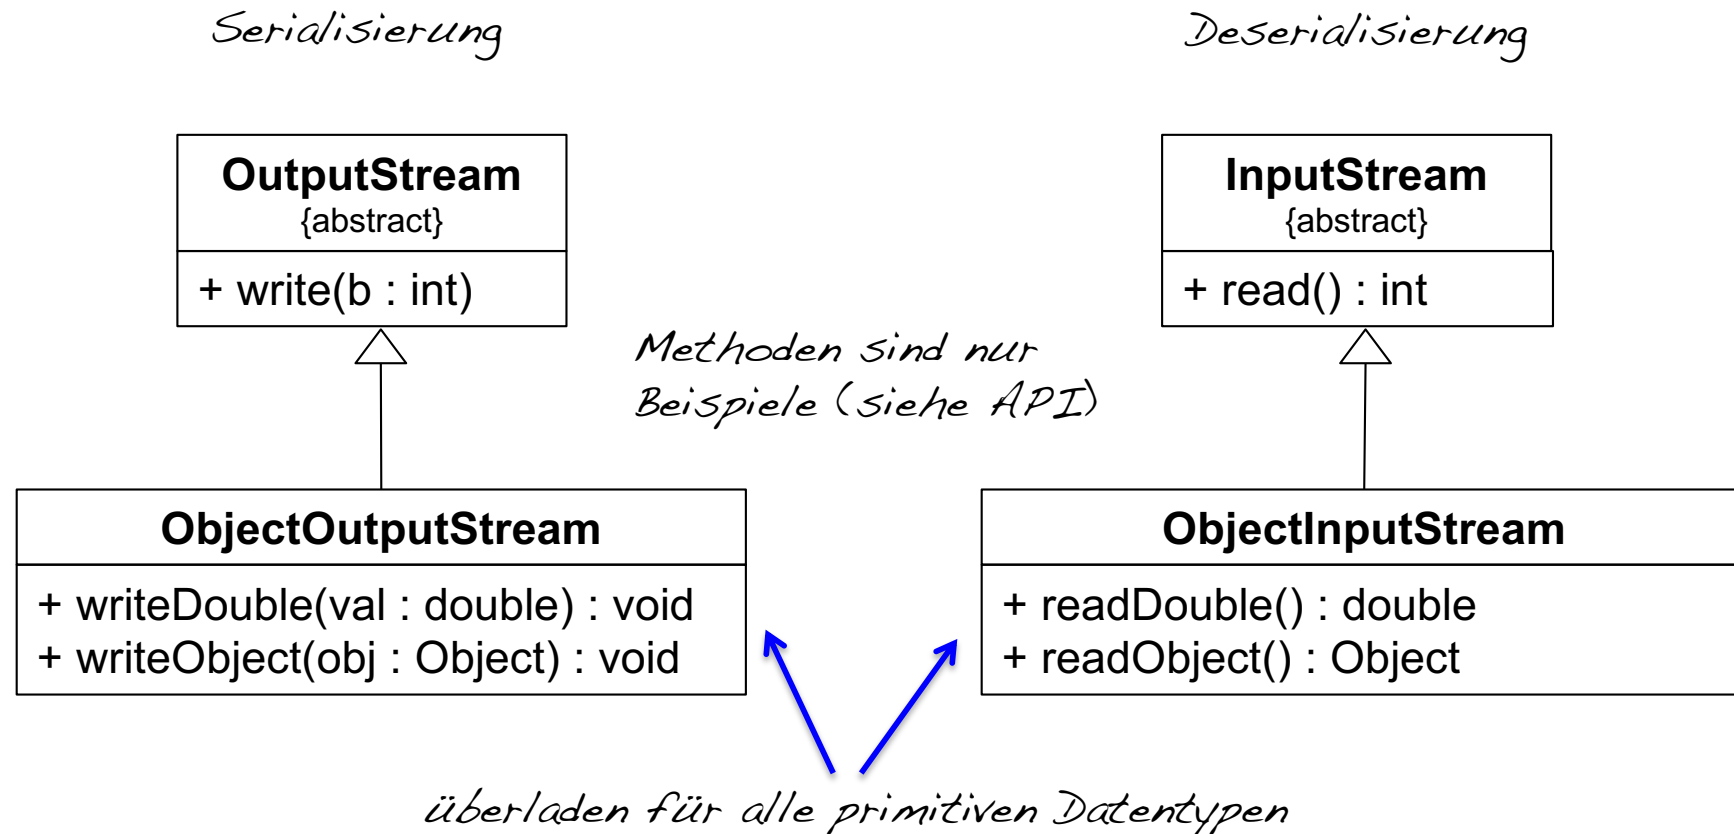 Serialisierung
Deserialisierung
OutputStream
{abstract}
+ write(b : int)
InputStream
{abstract}
+ read() : int
Methoden sind nur
Beispiele (siehe API)
ObjectOutputStream
+ writeDouble(val : double) : void
+ writeObject(obj : Object) : void
ObjectInputStream
+ readDouble() : double
+ readObject() : Object
überladen für alle primitiven Datentypen